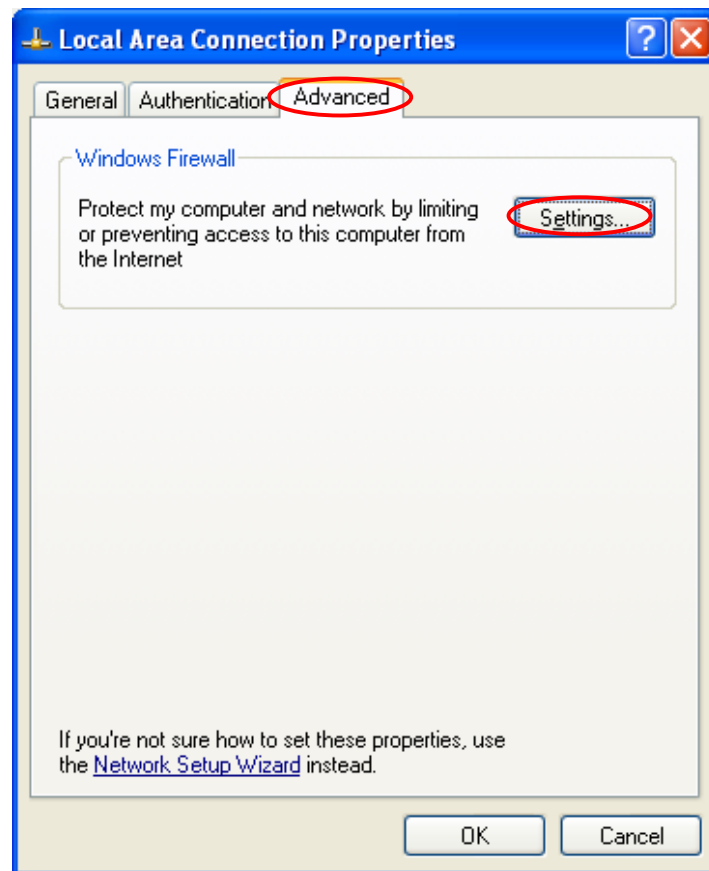 Local Area Connection Properties
General Authentication Advanced
Windows Firewall
Protect my computer and network by limiting
or preventing access to this computer from
the Internet
Settings...
If you're not sure how to set these properties, use
the Network Setup Wizard instead.
OK Cancel